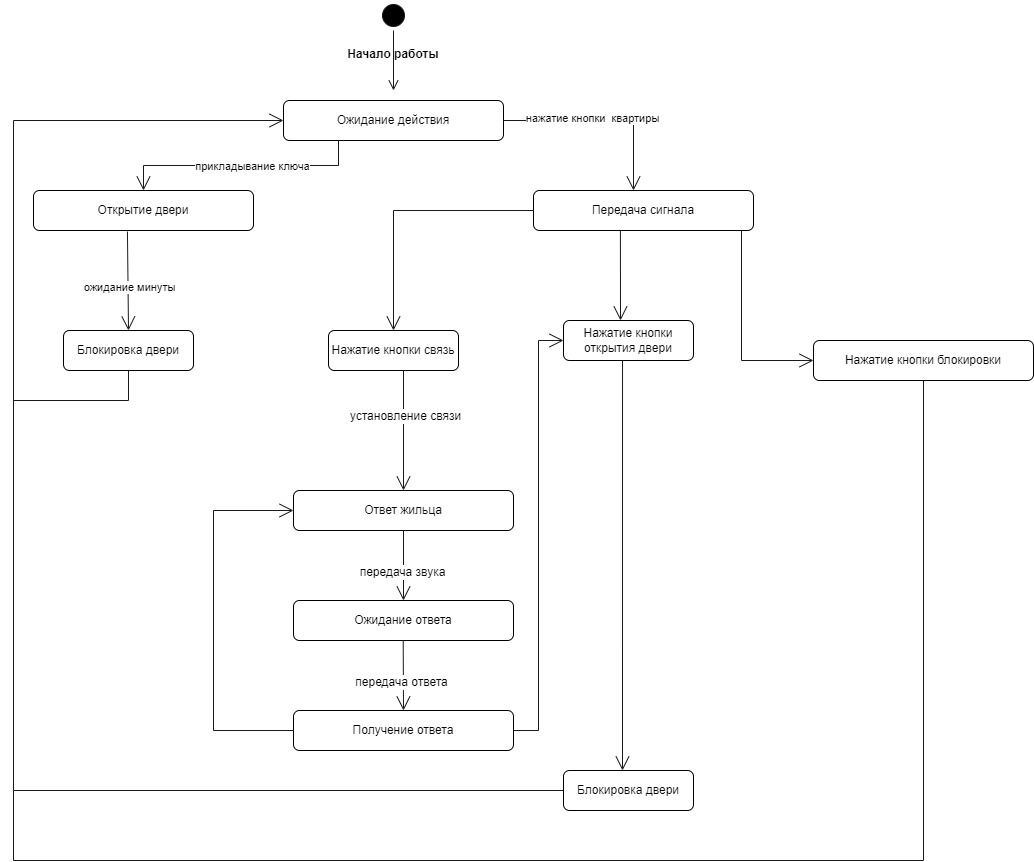 Начало работы
Ожидание действия
нажатие кнопки квартиры
прикладывание ключа
Открытие двери
Передача сигнала
ожидание минуты
Блокировка двери
Нажатие кнопки связь
Нажатие кнопки
открытия двери
Нажатие кнопки блокировки
установление связи
Ответ жильца
передача звука
Ожидание ответа
передача ответа
Получение ответа
Блокировка двери